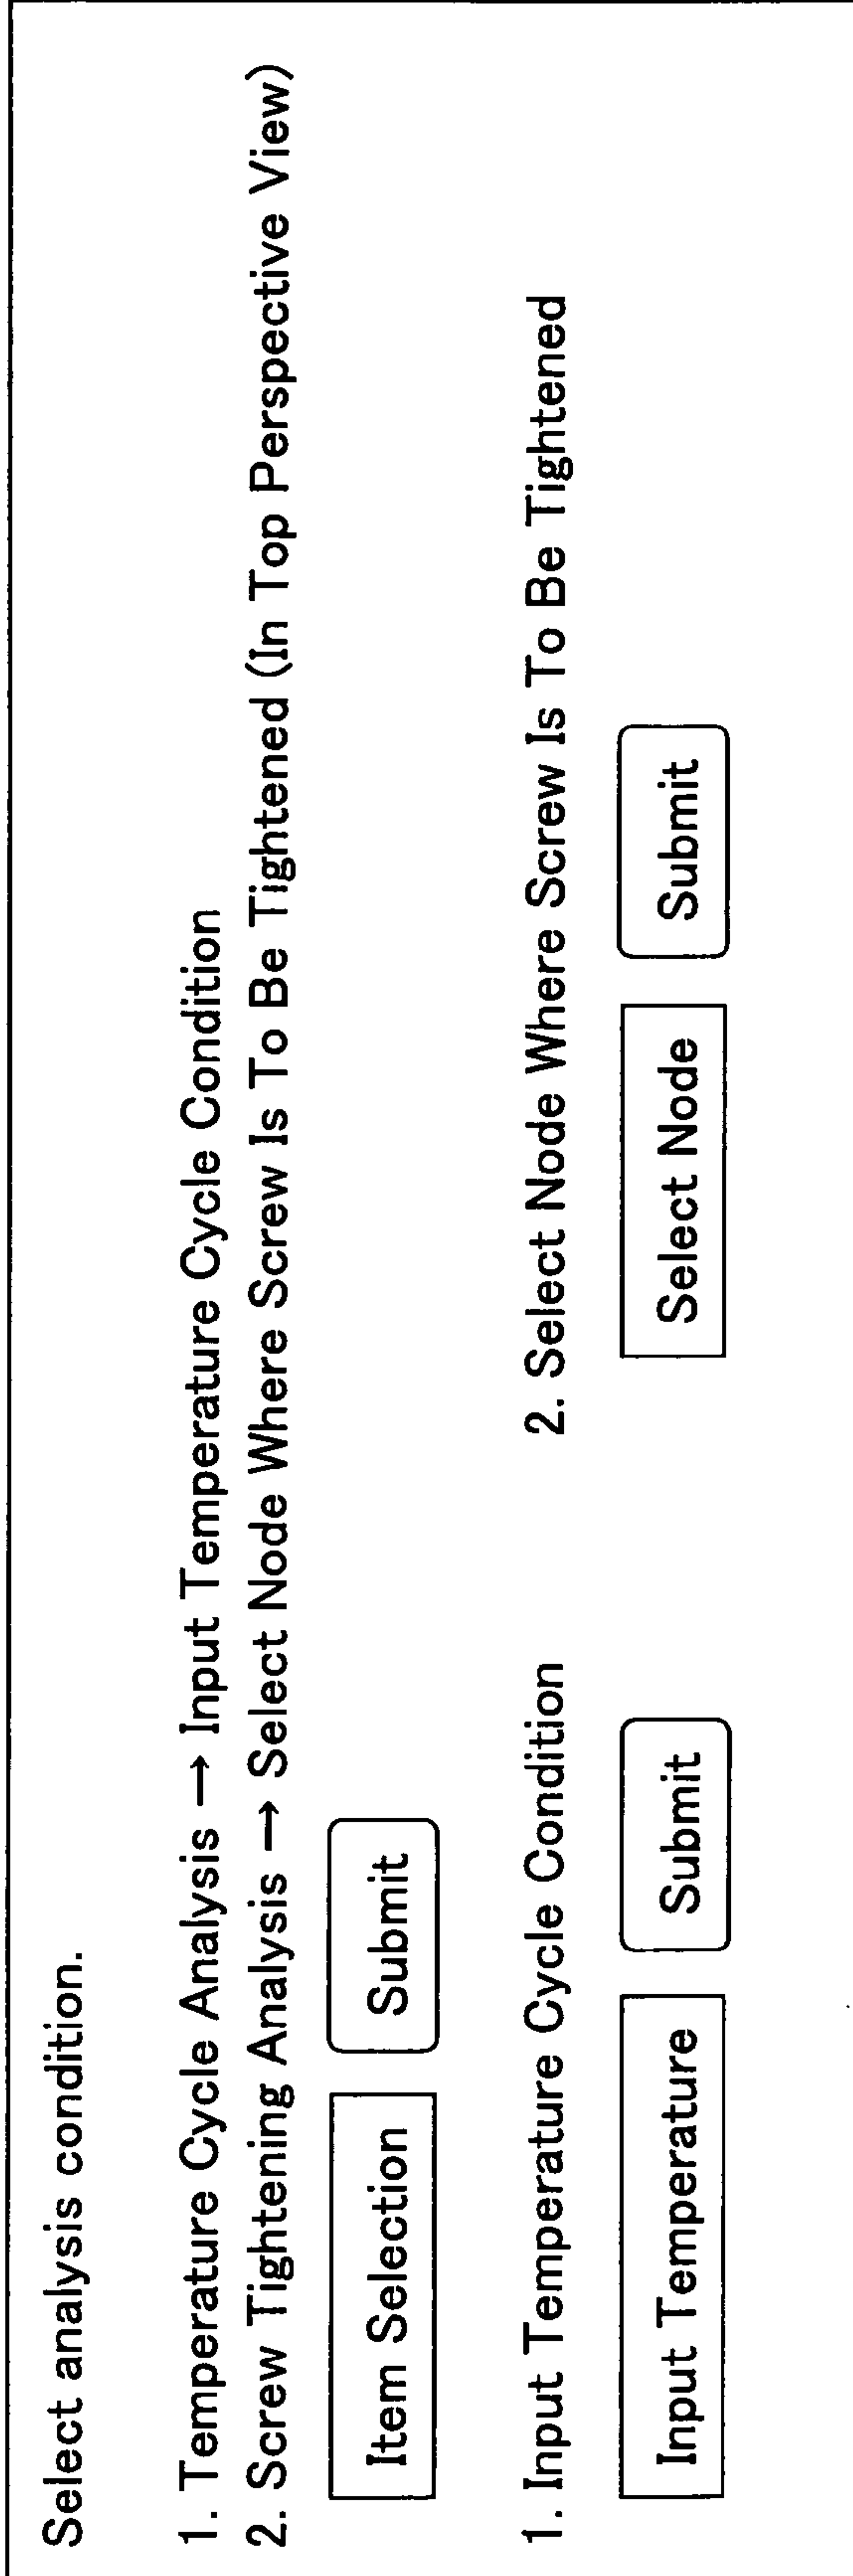 Select analysis condition.
1. Temperature Cycle Analysis → Input Temperature Cycle Condition
2. Screw Tightening Analysis → Select Node Where Screw Is To Be Tightened (In Top Perspective View)
Item Selection Submit
1. Input Temperature Cycle Condition 2. Select Node Where Screw Is To Be Tightened
Input Temperature Submit Select Node Submit